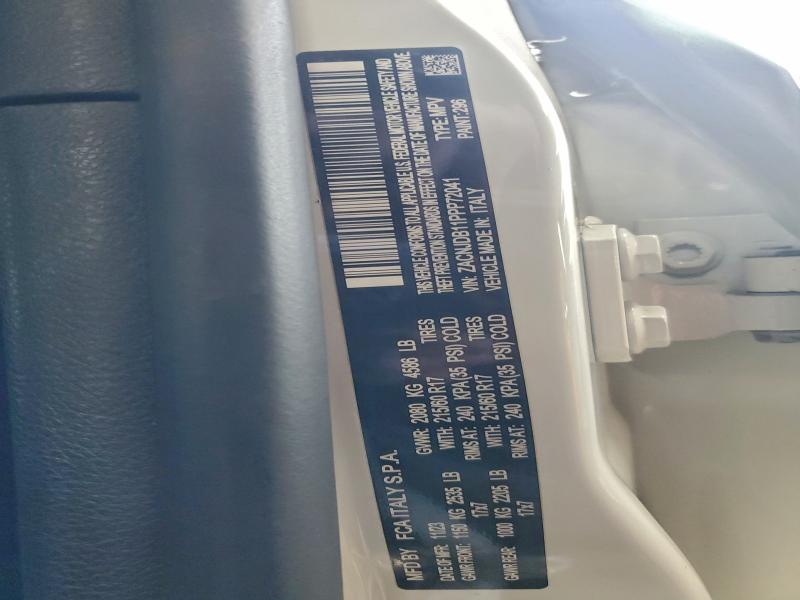 MFD BY FCA ITALY S.P.A.
DATE OF MFR: 1123 GVWR: 2080 KG 4586 LB
GAWR FRONT: 1150 KG 2535 LB WITH: 215/60 R17 TIRES
17x7 RIMS AT: 240 KPA(35 PSI) COLD
GAWR REAR: 1000 KG 2205 LB WITH: 215/60 R17 TIRES
17x7 RIMS AT: 240 KPA(35 PSI) COLD
THIS VEHICLE CONFORMS TO ALL APPLICABLE U.S. FEDERAL MOTOR VEHICLE SAFETY AND
THEFT PREVENTION STANDARDS IN EFFECT ON THE DATE OF MANUFACTURE SHOWN ABOVE.
VIN: ZACNJDB11PPP72041 TYPE: MPV
VEHICLE MADE IN: ITALY PAINT: 296